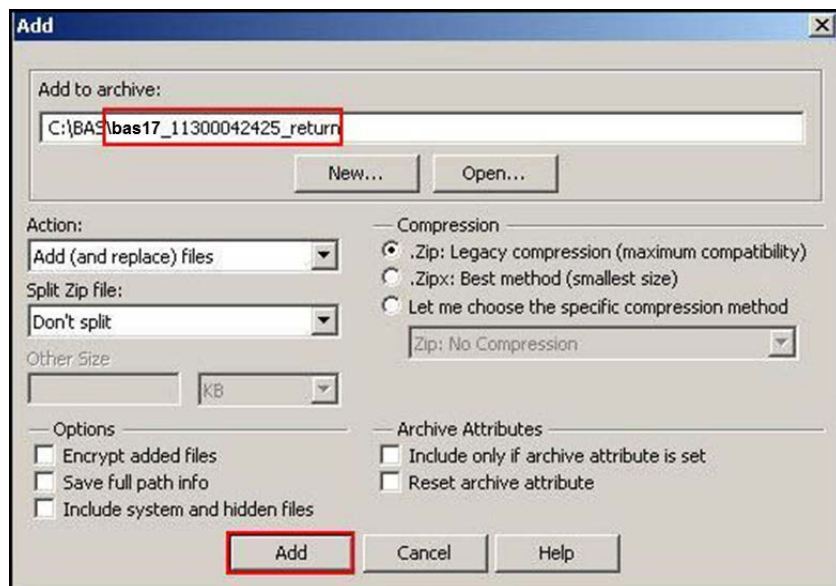 Add
Add to archive:
C:\BAS\bas17_11300042425_return
New... Open...
Action:
Add (and replace) files
Split Zip file:
Don't split
Other Size
KB
Compression
.Zip: Legacy compression (maximum compatibility)
.Zipx: Best method (smallest size)
Let me choose the specific compression method
Zip: No Compression
Options
Encrypt added files
Save full path info
Include system and hidden files
Archive Attributes
Include only if archive attribute is set
Reset archive attribute
Add Cancel Help